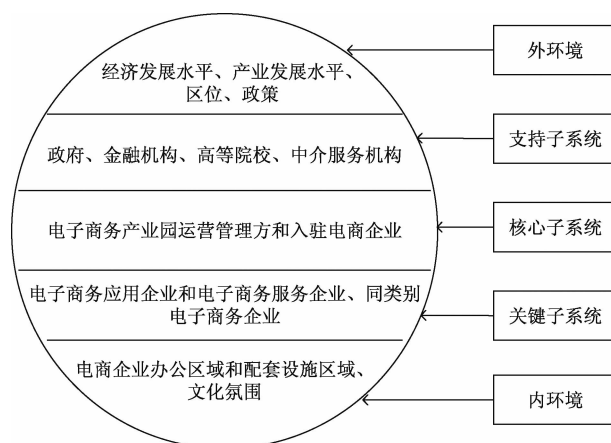 经济发展水平、产业发展水平、
区位、政策
外环境
政府、金融机构、高等院校、中介服务机构
支持子系统
电子商务产业园运营管理方和入驻电商企业
核心子系统
电子商务应用企业和电子商务服务企业、同类别
电子商务企业
关键子系统
电商企业办公区域和配套设施区域、
文化氛围
内环境